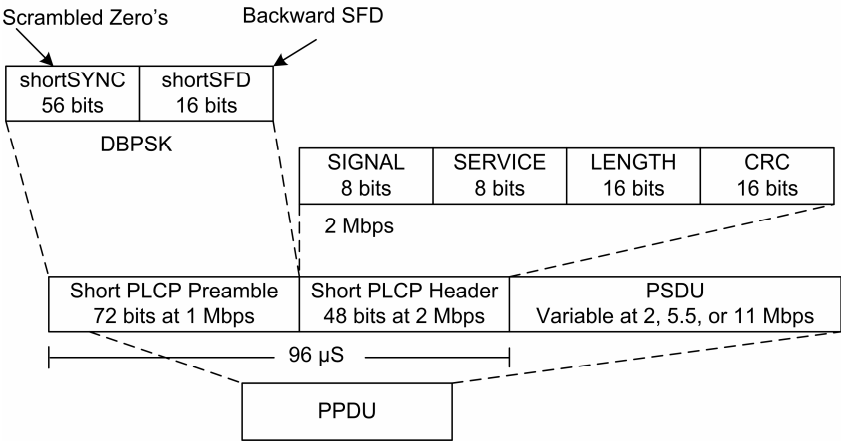 Scrambled Zero's
Backward SFD
shortSYNC
56 bits
shortSFD
16 bits
DBPSK
SIGNAL
8 bits
SERVICE
8 bits
LENGTH
16 bits
CRC
16 bits
2 Mbps
Short PLCP Preamble
72 bits at 1 Mbps
Short PLCP Header
48 bits at 2 Mbps
PSDU
Variable at 2, 5.5, or 11 Mbps
96 µS
PPDU